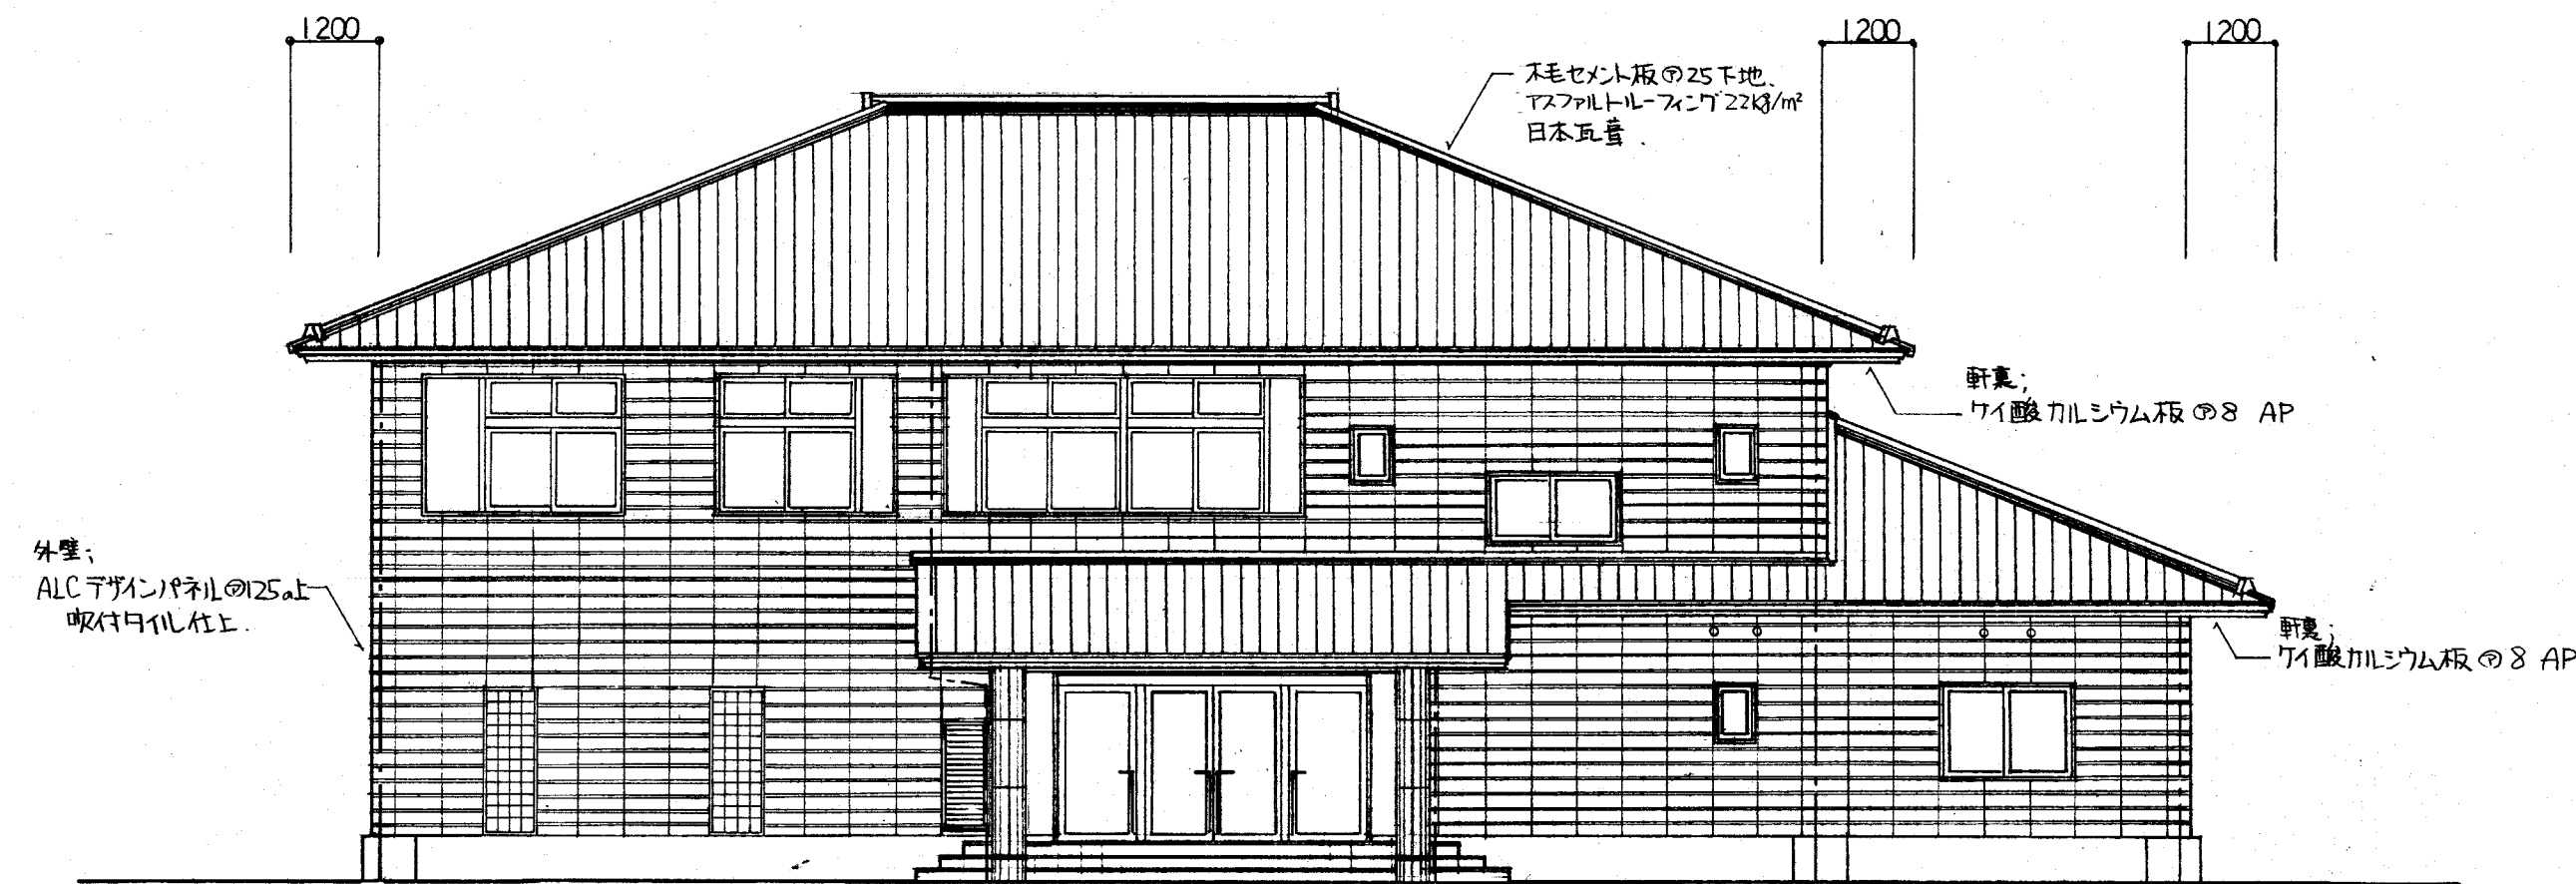 1200
1200
1200
木毛セメント板㋐25下地.
アスファルトルーフィング22kg/m²
日本瓦葺.
軒裏;
ケイ酸カルシウム板㋐8 AP
外壁;
ALCデザインパネル㋐125の上
吹付タイル仕上.
軒裏;
ケイ酸カルシウム板㋐8 AP